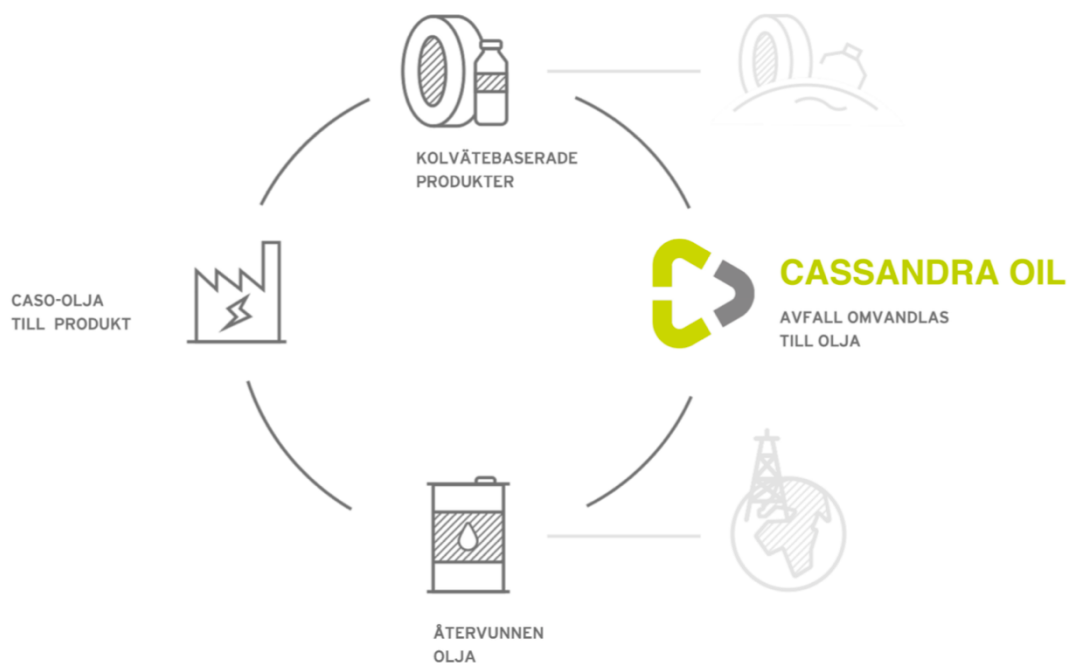 KOLVÄTEBASERADE
PRODUKTER
CASSANDRA OIL
AVFALL OMVANDLAS
TILL OLJA
CASO-OLJA
TILL PRODUKT
ÅTERVUNNEN
OLJA